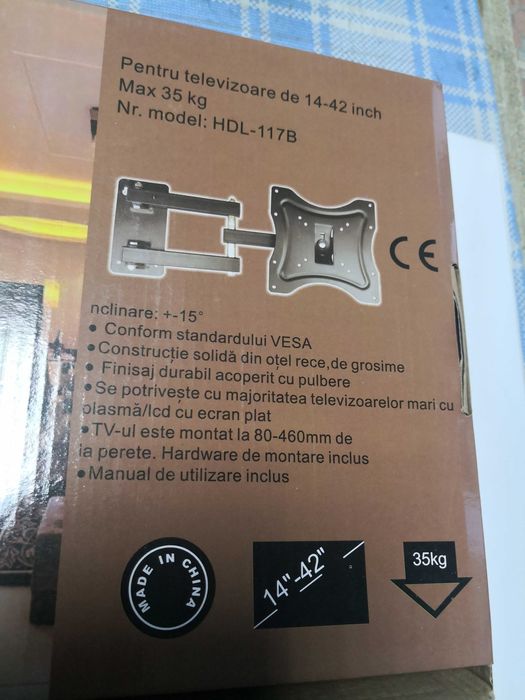 Pentru televizoare de 14-42 inch
Max 35 kg
Nr. model: HDL-117B
CE
nclinare: +-15°
• Conform standardului VESA
•Construcție solidă din oțel rece,de grosime
• Finisaj durabil acoperit cu pulbere
•Se potrivește cu majoritatea televizoarelor mari cu
plasmă/lcd cu ecran plat
•TV-ul este montat la 80-460mm de
la perete. Hardware de montare inclus
•Manual de utilizare inclus
MADE IN CHINA
14"-42"
35kg